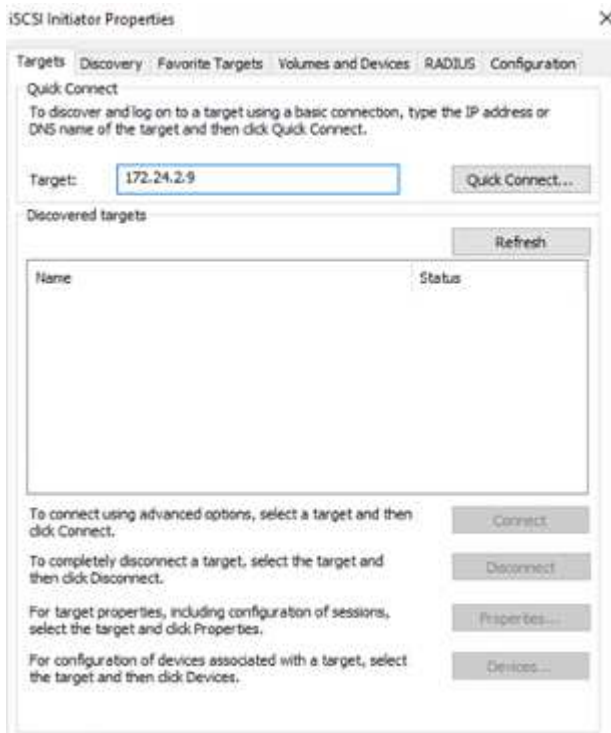 iSCSI Initiator Properties
Targets Discovery Favorite Targets Volumes and Devices RADIUS Configuration
Quick Connect
To discover and log on to a target using a basic connection, type the IP address or
DNS name of the target and then click Quick Connect.
Target: 172.24.2.9 Quick Connect...
Discovered targets
Refresh
Name Status
To connect using advanced options, select a target and then
click Connect.
Connect
To completely disconnect a target, select the target and
then click Disconnect.
Disconnect
For target properties, including configuration of sessions,
select the target and click Properties.
Properties...
For configuration of devices associated with a target, select
the target and then click Devices.
Devices...